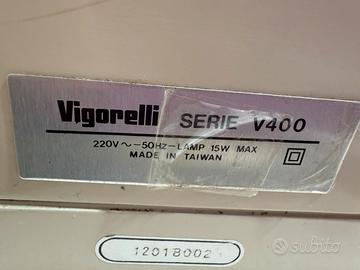 Vigorelli SERIE V400
220V~-50Hz-LAMP 15W MAX
MADE IN TAIWAN
12018002
subito